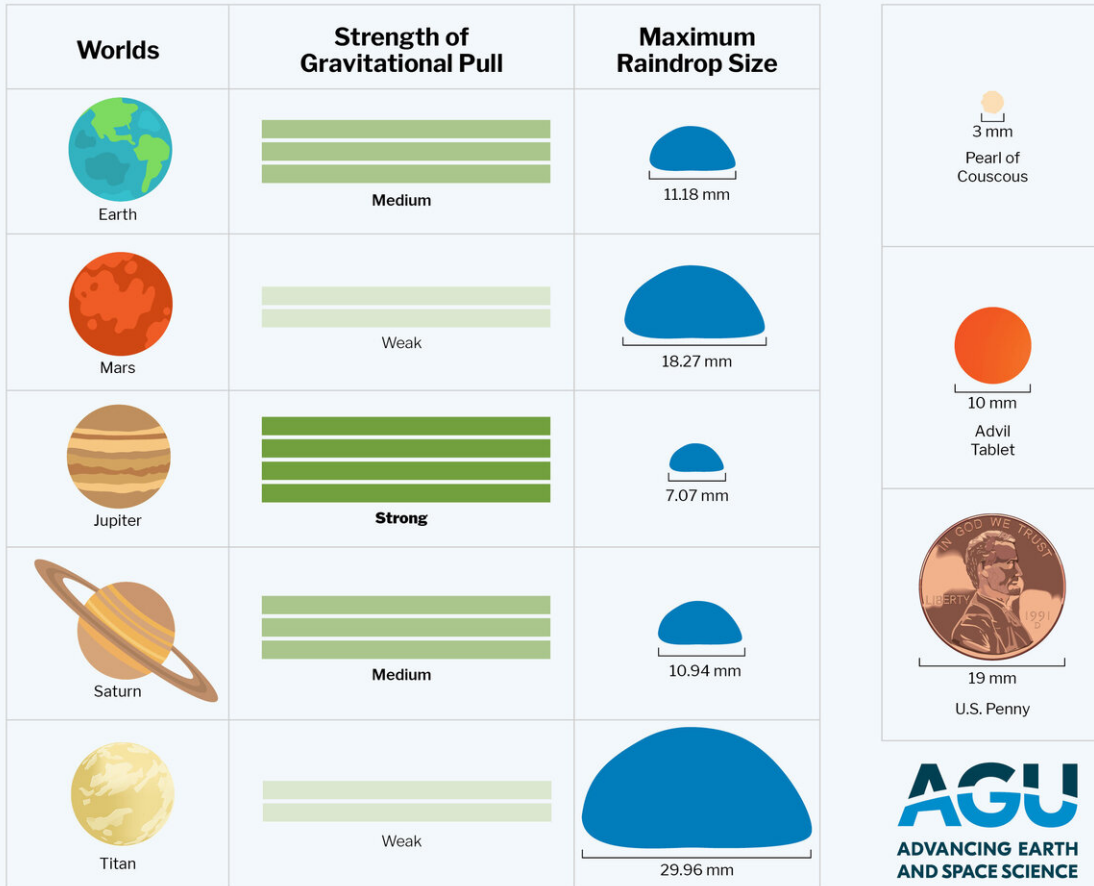 Worlds
Strength of
Gravitational Pull
Maximum
Raindrop Size
Earth
Medium
11.18 mm
Mars
Weak
18.27 mm
Jupiter
Strong
7.07 mm
Saturn
Medium
10.94 mm
Titan
Weak
29.96 mm
3 mm
Pearl of
Couscous
10 mm
Advil
Tablet
IN GOD WE TRUST
LIBERTY
1991
D
19 mm
U.S. Penny
AGU
ADVANCING EARTH
AND SPACE SCIENCE